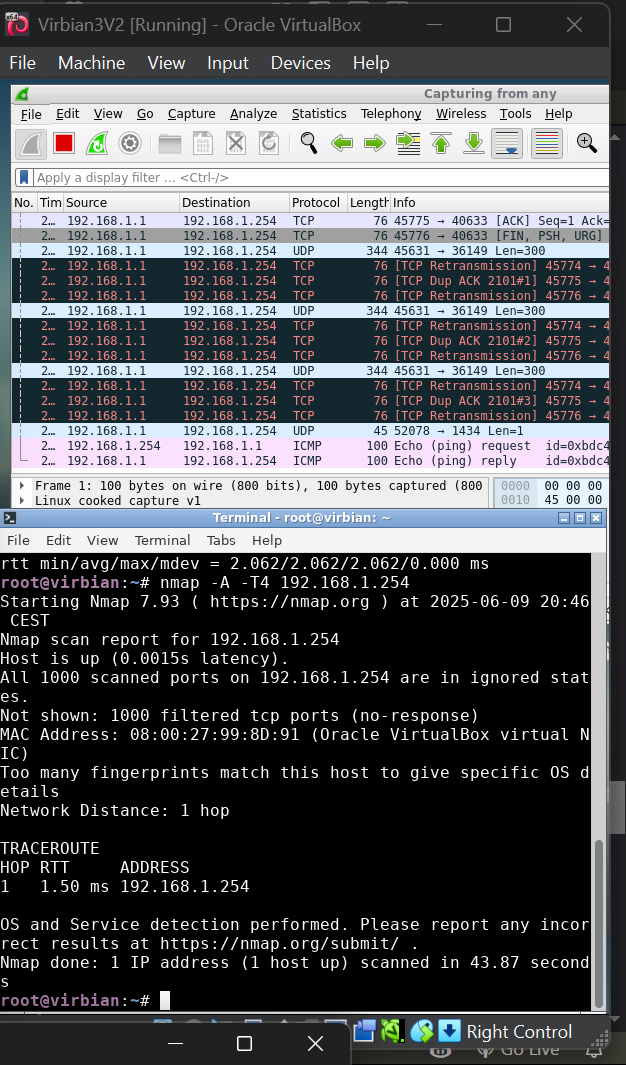 Virbian3V2 [Running] - Oracle VirtualBox
File Machine View Input Devices Help
Capturing from any
File Edit View Go Capture Analyze Statistics Telephony Wireless Tools Help
Apply a display filter ... <Ctrl-/>
No. Tim Source Destination Protocol Length Info
2… 192.168.1.1 192.168.1.254 TCP 76 45775 → 40633 [ACK] Seq=1 Ack=
2… 192.168.1.1 192.168.1.254 TCP 76 45776 → 40633 [FIN, PSH, URG]
2… 192.168.1.1 192.168.1.254 UDP 344 45631 → 36149 Len=300
2… 192.168.1.1 192.168.1.254 TCP 76 [TCP Retransmission] 45774 → 4
2… 192.168.1.1 192.168.1.254 TCP 76 [TCP Dup ACK 2101#1] 45775 → 4
2… 192.168.1.1 192.168.1.254 TCP 76 [TCP Retransmission] 45776 → 4
2… 192.168.1.1 192.168.1.254 UDP 344 45631 → 36149 Len=300
2… 192.168.1.1 192.168.1.254 TCP 76 [TCP Retransmission] 45774 → 4
2… 192.168.1.1 192.168.1.254 TCP 76 [TCP Dup ACK 2101#2] 45775 → 4
2… 192.168.1.1 192.168.1.254 TCP 76 [TCP Retransmission] 45776 → 4
2… 192.168.1.1 192.168.1.254 UDP 344 45631 → 36149 Len=300
2… 192.168.1.1 192.168.1.254 TCP 76 [TCP Retransmission] 45774 → 4
2… 192.168.1.1 192.168.1.254 TCP 76 [TCP Dup ACK 2101#3] 45775 → 4
2… 192.168.1.1 192.168.1.254 TCP 76 [TCP Retransmission] 45776 → 4
2… 192.168.1.1 192.168.1.254 UDP 45 52078 → 1434 Len=1
2… 192.168.1.254 192.168.1.1 ICMP 100 Echo (ping) request id=0xbdc4
2… 192.168.1.1 192.168.1.254 ICMP 100 Echo (ping) reply id=0xbdc4
Frame 1: 100 bytes on wire (800 bits), 100 bytes captured (800 0000 00 00 00
Linux cooked capture v1 0010 45 00 00
Terminal - root@virbian: ~
File Edit View Terminal Tabs Help
rtt min/avg/max/mdev = 2.062/2.062/2.062/0.000 ms
root@virbian:~# nmap -A -T4 192.168.1.254
Starting Nmap 7.93 ( https://nmap.org ) at 2025-06-09 20:46
CEST
Nmap scan report for 192.168.1.254
Host is up (0.0015s latency).
All 1000 scanned ports on 192.168.1.254 are in ignored stat
es.
Not shown: 1000 filtered tcp ports (no-response)
MAC Address: 08:00:27:99:8D:91 (Oracle VirtualBox virtual N
IC)
Too many fingerprints match this host to give specific OS d
etails
Network Distance: 1 hop
TRACEROUTE
HOP RTT ADDRESS
1 1.50 ms 192.168.1.254
OS and Service detection performed. Please report any incor
rect results at https://nmap.org/submit/ .
Nmap done: 1 IP address (1 host up) scanned in 43.87 second
s
root@virbian:~#
Right Control
Go Live